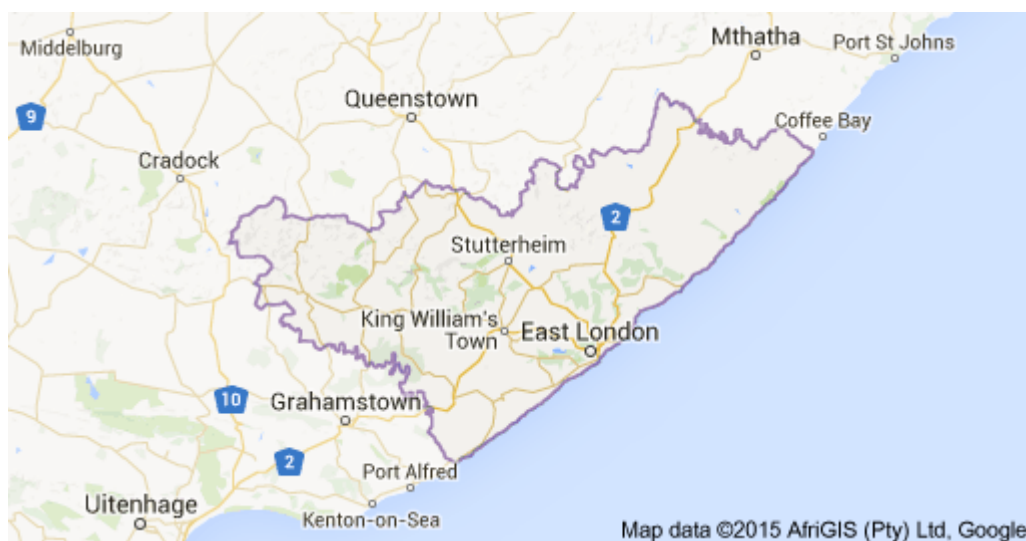 Middelburg
Mthatha
Port St Johns
Queenstown
9
Coffee Bay
Cradock
2
Stutterheim
King William's
Town
East London
10
Grahamstown
2
Port Alfred
Uitenhage
Kenton-on-Sea
Map data ©2015 AfriGIS (Pty) Ltd, Google